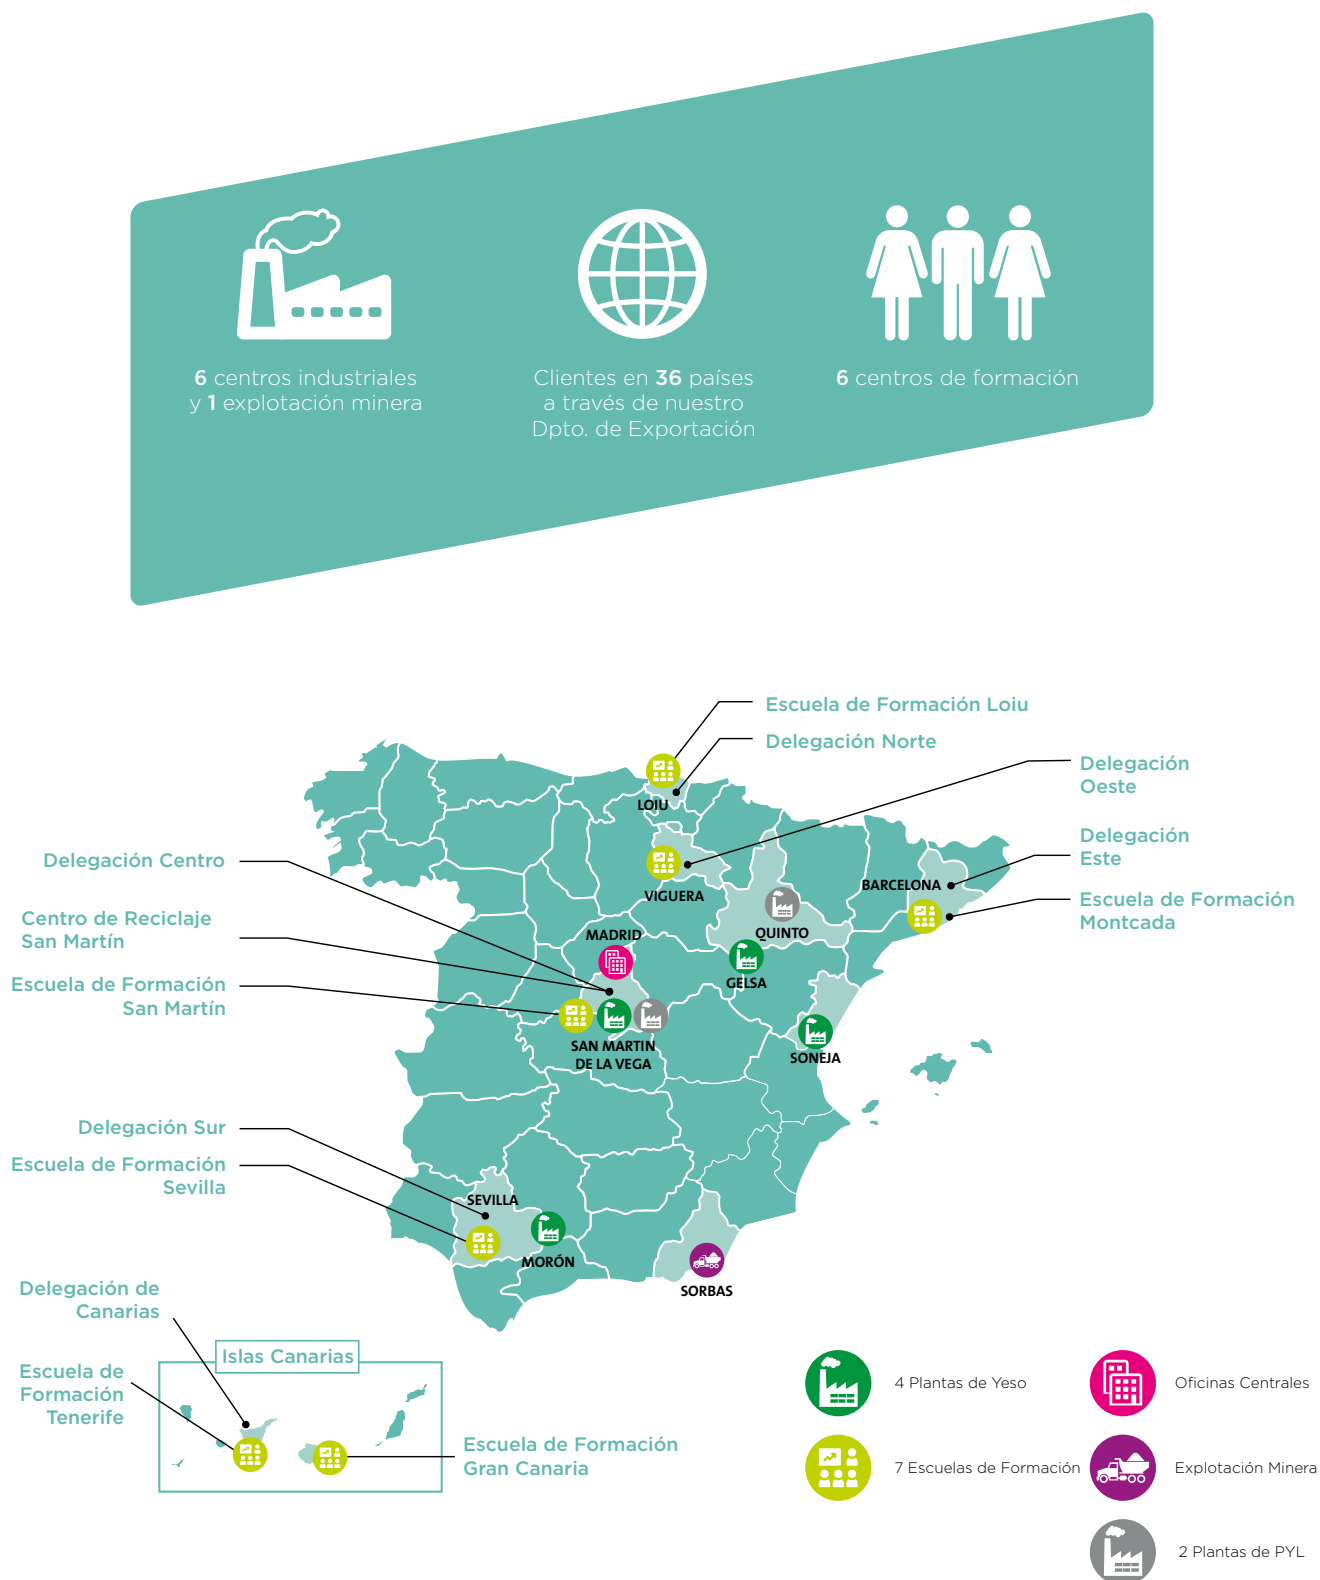 6 centros industriales
y 1 explotación minera
Clientes en 36 países
a través de nuestro
Dpto. de Exportación
6 centros de formación
Escuela de Formación Loiu
Delegación Norte
Delegación
Oeste
Delegación
Este
Escuela de Formación
Montcada
Delegación Centro
Centro de Reciclaje
San Martín
Escuela de Formación
San Martín
Delegación Sur
Escuela de Formación
Sevilla
LOIU
VIGUERA
BARCELONA
QUINTO
MADRID
GELSA
SAN MARTIN
DE LA VEGA
SONEJA
SEVILLA
MORÓN
SORBAS
Delegación de
Canarias
Islas Canarias
Escuela de
Formación
Tenerife
Escuela de Formación
Gran Canaria
4 Plantas de Yeso
Oficinas Centrales
7 Escuelas de Formación
Explotación Minera
2 Plantas de PYL